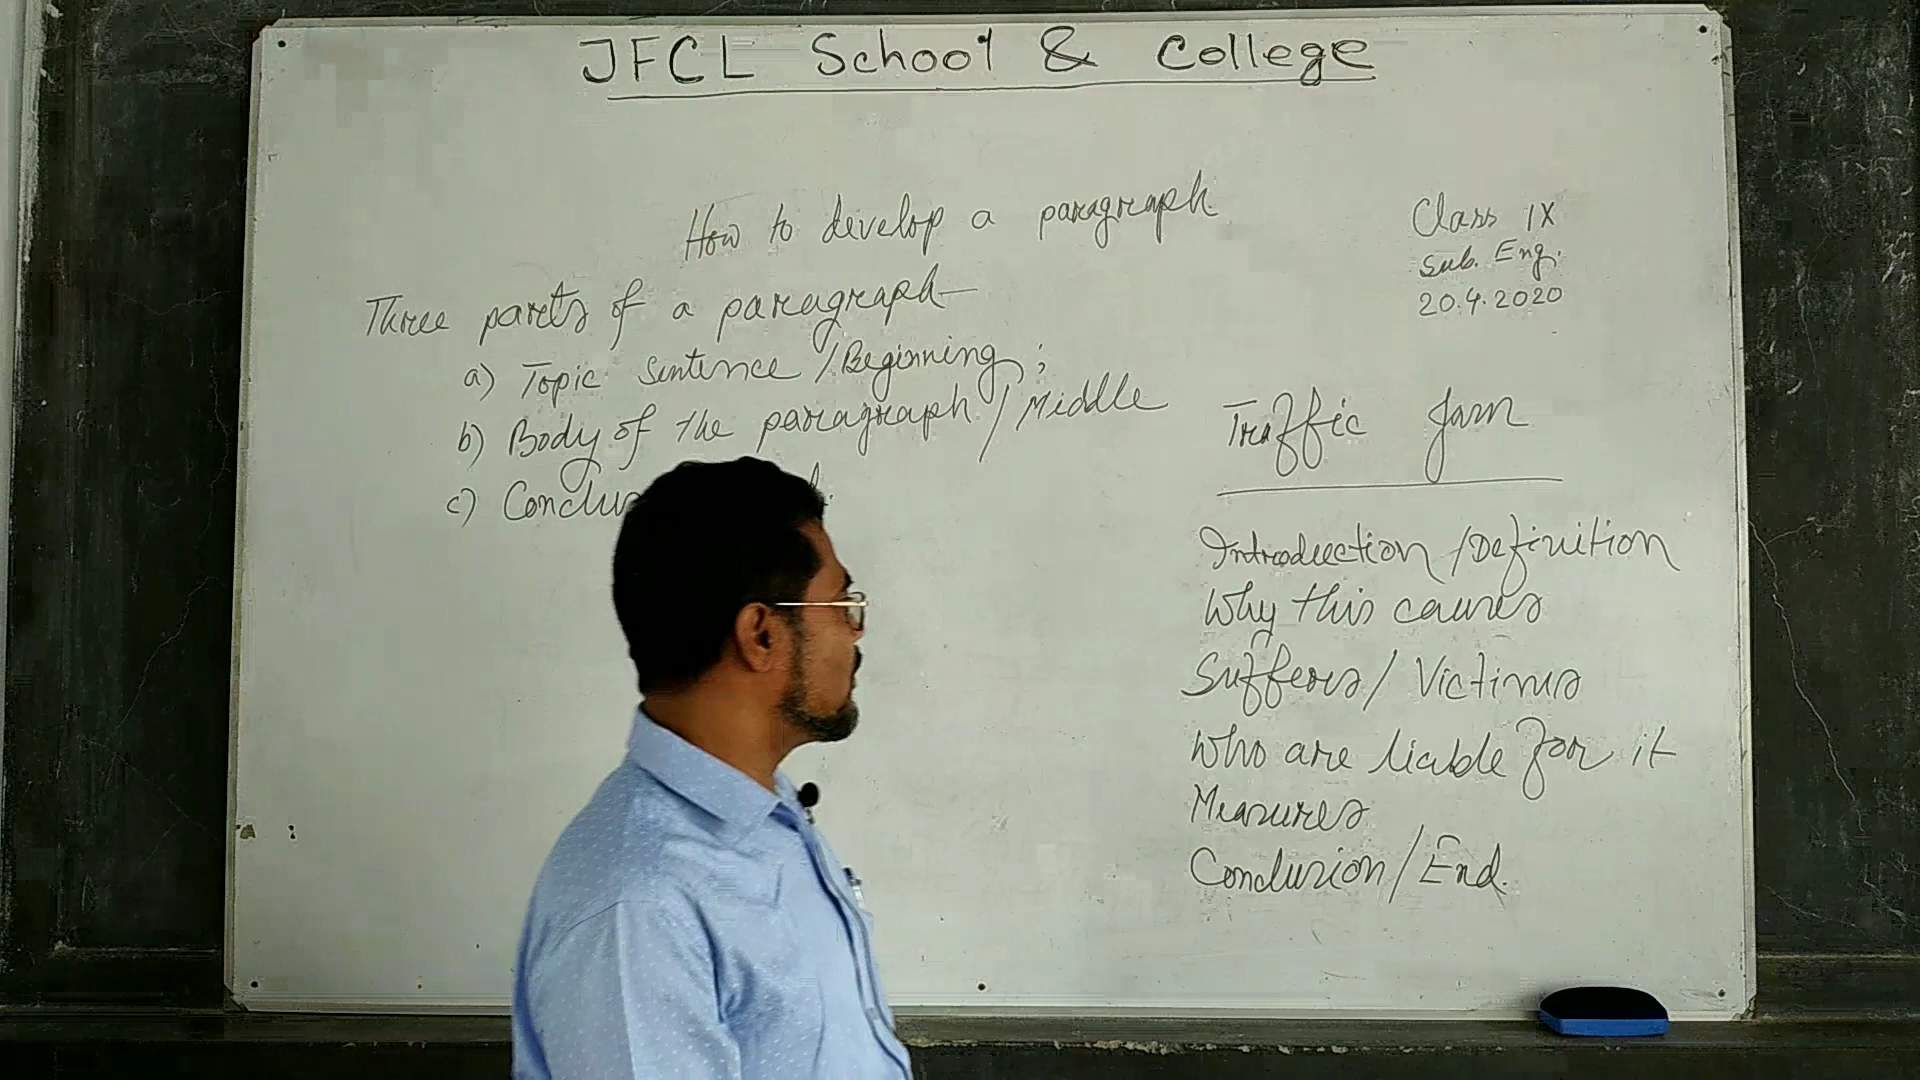 JFCL School & College
How to develop a paragraph
Class IX
Sub. Eng.
20.4.2020
Three parts of a paragraph—
a) Topic Sentence / Beginning ;
b) Body of the paragraph / Middle
c)
Traffic Jam
Introduction / Definition
Why this causes
Suffers / Victims
Who are liable for it
Measures
Conclusion / End.